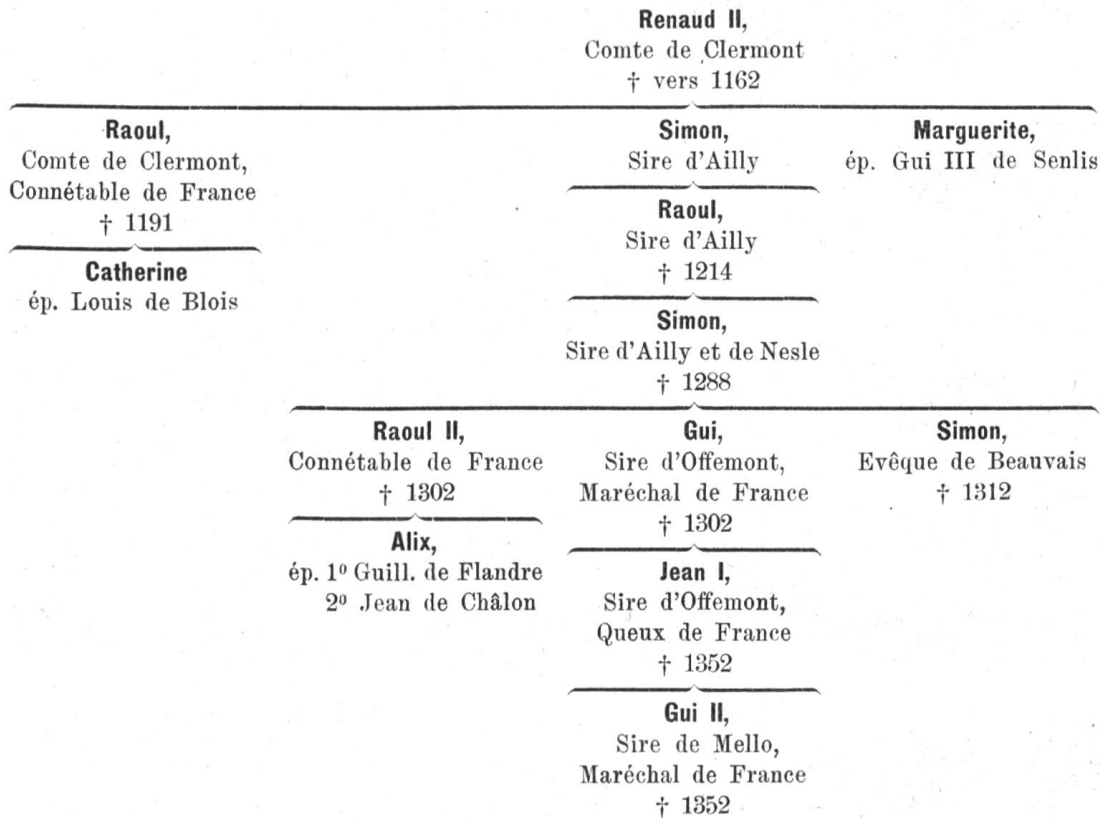 Renaud II,
Comte de Clermont
† vers 1162
Raoul,
Comte de Clermont,
Connétable de France
† 1191
Catherine
ép. Louis de Blois
Simon,
Sire d'Ailly
Marguerite,
ép. Gui III de Senlis
Raoul,
Sire d'Ailly
† 1214
Simon,
Sire d'Ailly et de Nesle
† 1288
Raoul II,
Connétable de France
† 1302
Alix,
ép. 1º Guill. de Flandre
2º Jean de Châlon
Gui,
Sire d'Offemont,
Maréchal de France
† 1302
Jean I,
Sire d'Offemont,
Queux de France
† 1352
Gui II,
Sire de Mello,
Maréchal de France
† 1352
Simon,
Evêque de Beauvais
† 1312